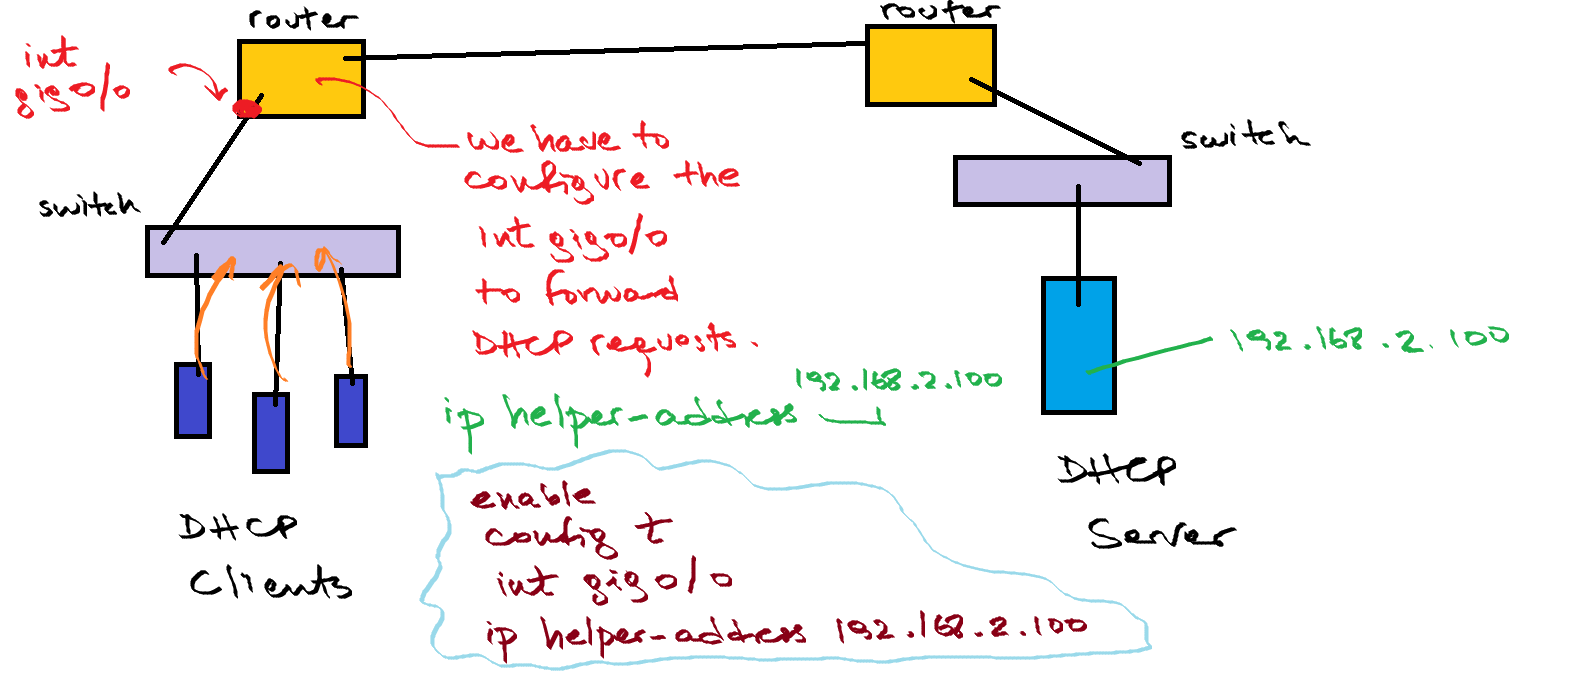 router
router
int
gig0/0
switch
switch
we have to
configure the
int gig0/0
to forward
DHCP requests.
192.168.2.100
192.168.2.100
ip helper-address
DHCP
Clients
DHCP
Server
enable
config t
int gig0/0
ip helper-address 192.168.2.100